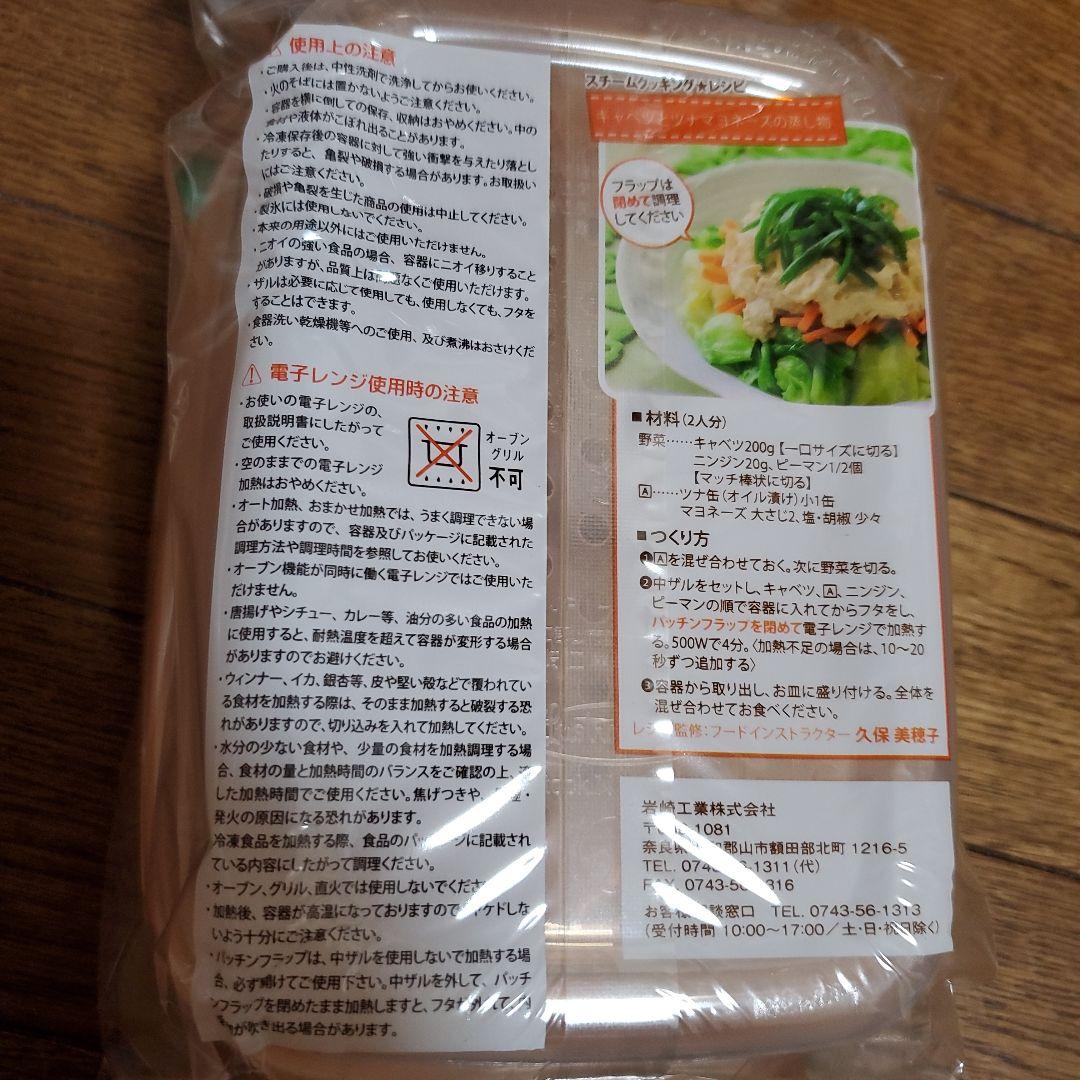 使用上の注意
・ご購入後は、中性洗剤で洗浄してからお使いください。
・火のそばには置かないようご注意ください。
・容器を横に倒しての保存、収納はおやめください。中の
や液体がこぼれ出ることがあります。
・冷凍保存後の容器に対して強い衝撃を与えたり落とし
たりすると、亀裂や破損する場合があります。お取扱い
にはご注意ください。
・破損や亀裂を生じた商品の使用は中止してください。
・製氷には使用しないでください。
・本来の用途以外にはご使用いただけません。
・ニオイの強い食品の場合、容器にニオイ移りすること
がありますが、品質上は問題なくご使用いただけます。
・ザルは必要に応じて使用しても、使用しなくても、フタを
することはできます。
・食器洗い乾燥機等へのご使用、及び煮沸はおさけくだ
さい。
電子レンジ使用時の注意
・お使いの電子レンジの、
取扱説明書にしたがって
ご使用ください。
・空のままでの電子レンジ
加熱はおやめください。
オーブン
グリル
不可
・オート加熱、おまかせ加熱では、うまく調理できない場
合がありますので、容器及びパッケージに記載された
調理方法や調理時間を参照してお使いください。
・オーブン機能が同時に働く電子レンジではご使用いた
だけません。
・唐揚げやシチュー、カレー等、油分の多い食品の加熱
に使用すると、耐熱温度を超えて容器が変形する場合
がありますのでお避けください。
・ウィンナー、イカ、銀杏等、皮や堅い殻などで覆われてい
る食材を加熱する際は、そのまま加熱すると破裂する恐
れがありますので、切り込みを入れて加熱してください。
・水分の少ない食材や、少量の食材を加熱調理する場
合、食材の量と加熱時間のバランスをご確認の上、
した加熱時間でご使用ください。焦げつきや、
発火の原因になる恐れがあります。
冷凍食品を加熱する際、食品のパッケージに記載され
ている内容にしたがって調理ください。
・オーブン、グリル、直火では使用しないでくださ
・加熱後、容器が高温になっておりますので、ヤケドしな
いよう十分にご注意ください。
・パッチンフラップは、中ザルを使用しないで加熱する場
合、必ず開けてご使用下さい。中ザルを外して、パッチ
ンフラップを閉めたまま加熱しますと、フタが外れて
が吹き出る場合があります。
スチームクッキング★レシピ
キャベツとツナマヨネーズの蒸し物
フラップは
閉めて調理
してください
■材料(2人分)
野菜……キャベツ200g【一口サイズに切る】
ニンジン20g、ピーマン1/2個
【マッチ棒状に切る】
A……ツナ缶(オイル漬け)小1缶
マヨネーズ 大さじ2、塩・胡椒 少々
■つくり方
❶Aを混ぜ合わせておく。次に野菜を切る。
❷中ザルをセットし、キャベツ、A、ニンジン、
ピーマンの順で容器に入れてからフタをし、
パッチンフラップを閉めて電子レンジで加熱す
る。500Wで4分。〈加熱不足の場合は、10〜20
秒ずつ追加する〉
❸容器から取り出し、お皿に盛り付ける。全体を
混ぜ合わせてお食べください。
レシピ監修：フードインストラクター 久保 美穂子
岩崎工業株式会社
〒 -1081
奈良県 郡山市額田部北町 1216-5
TEL. 0743-56-1311(代)
FAX. 0743-56-1316
お客様相談窓口 TEL. 0743-56-1313
(受付時間 10:00〜17:00／土・日・祝日除く)